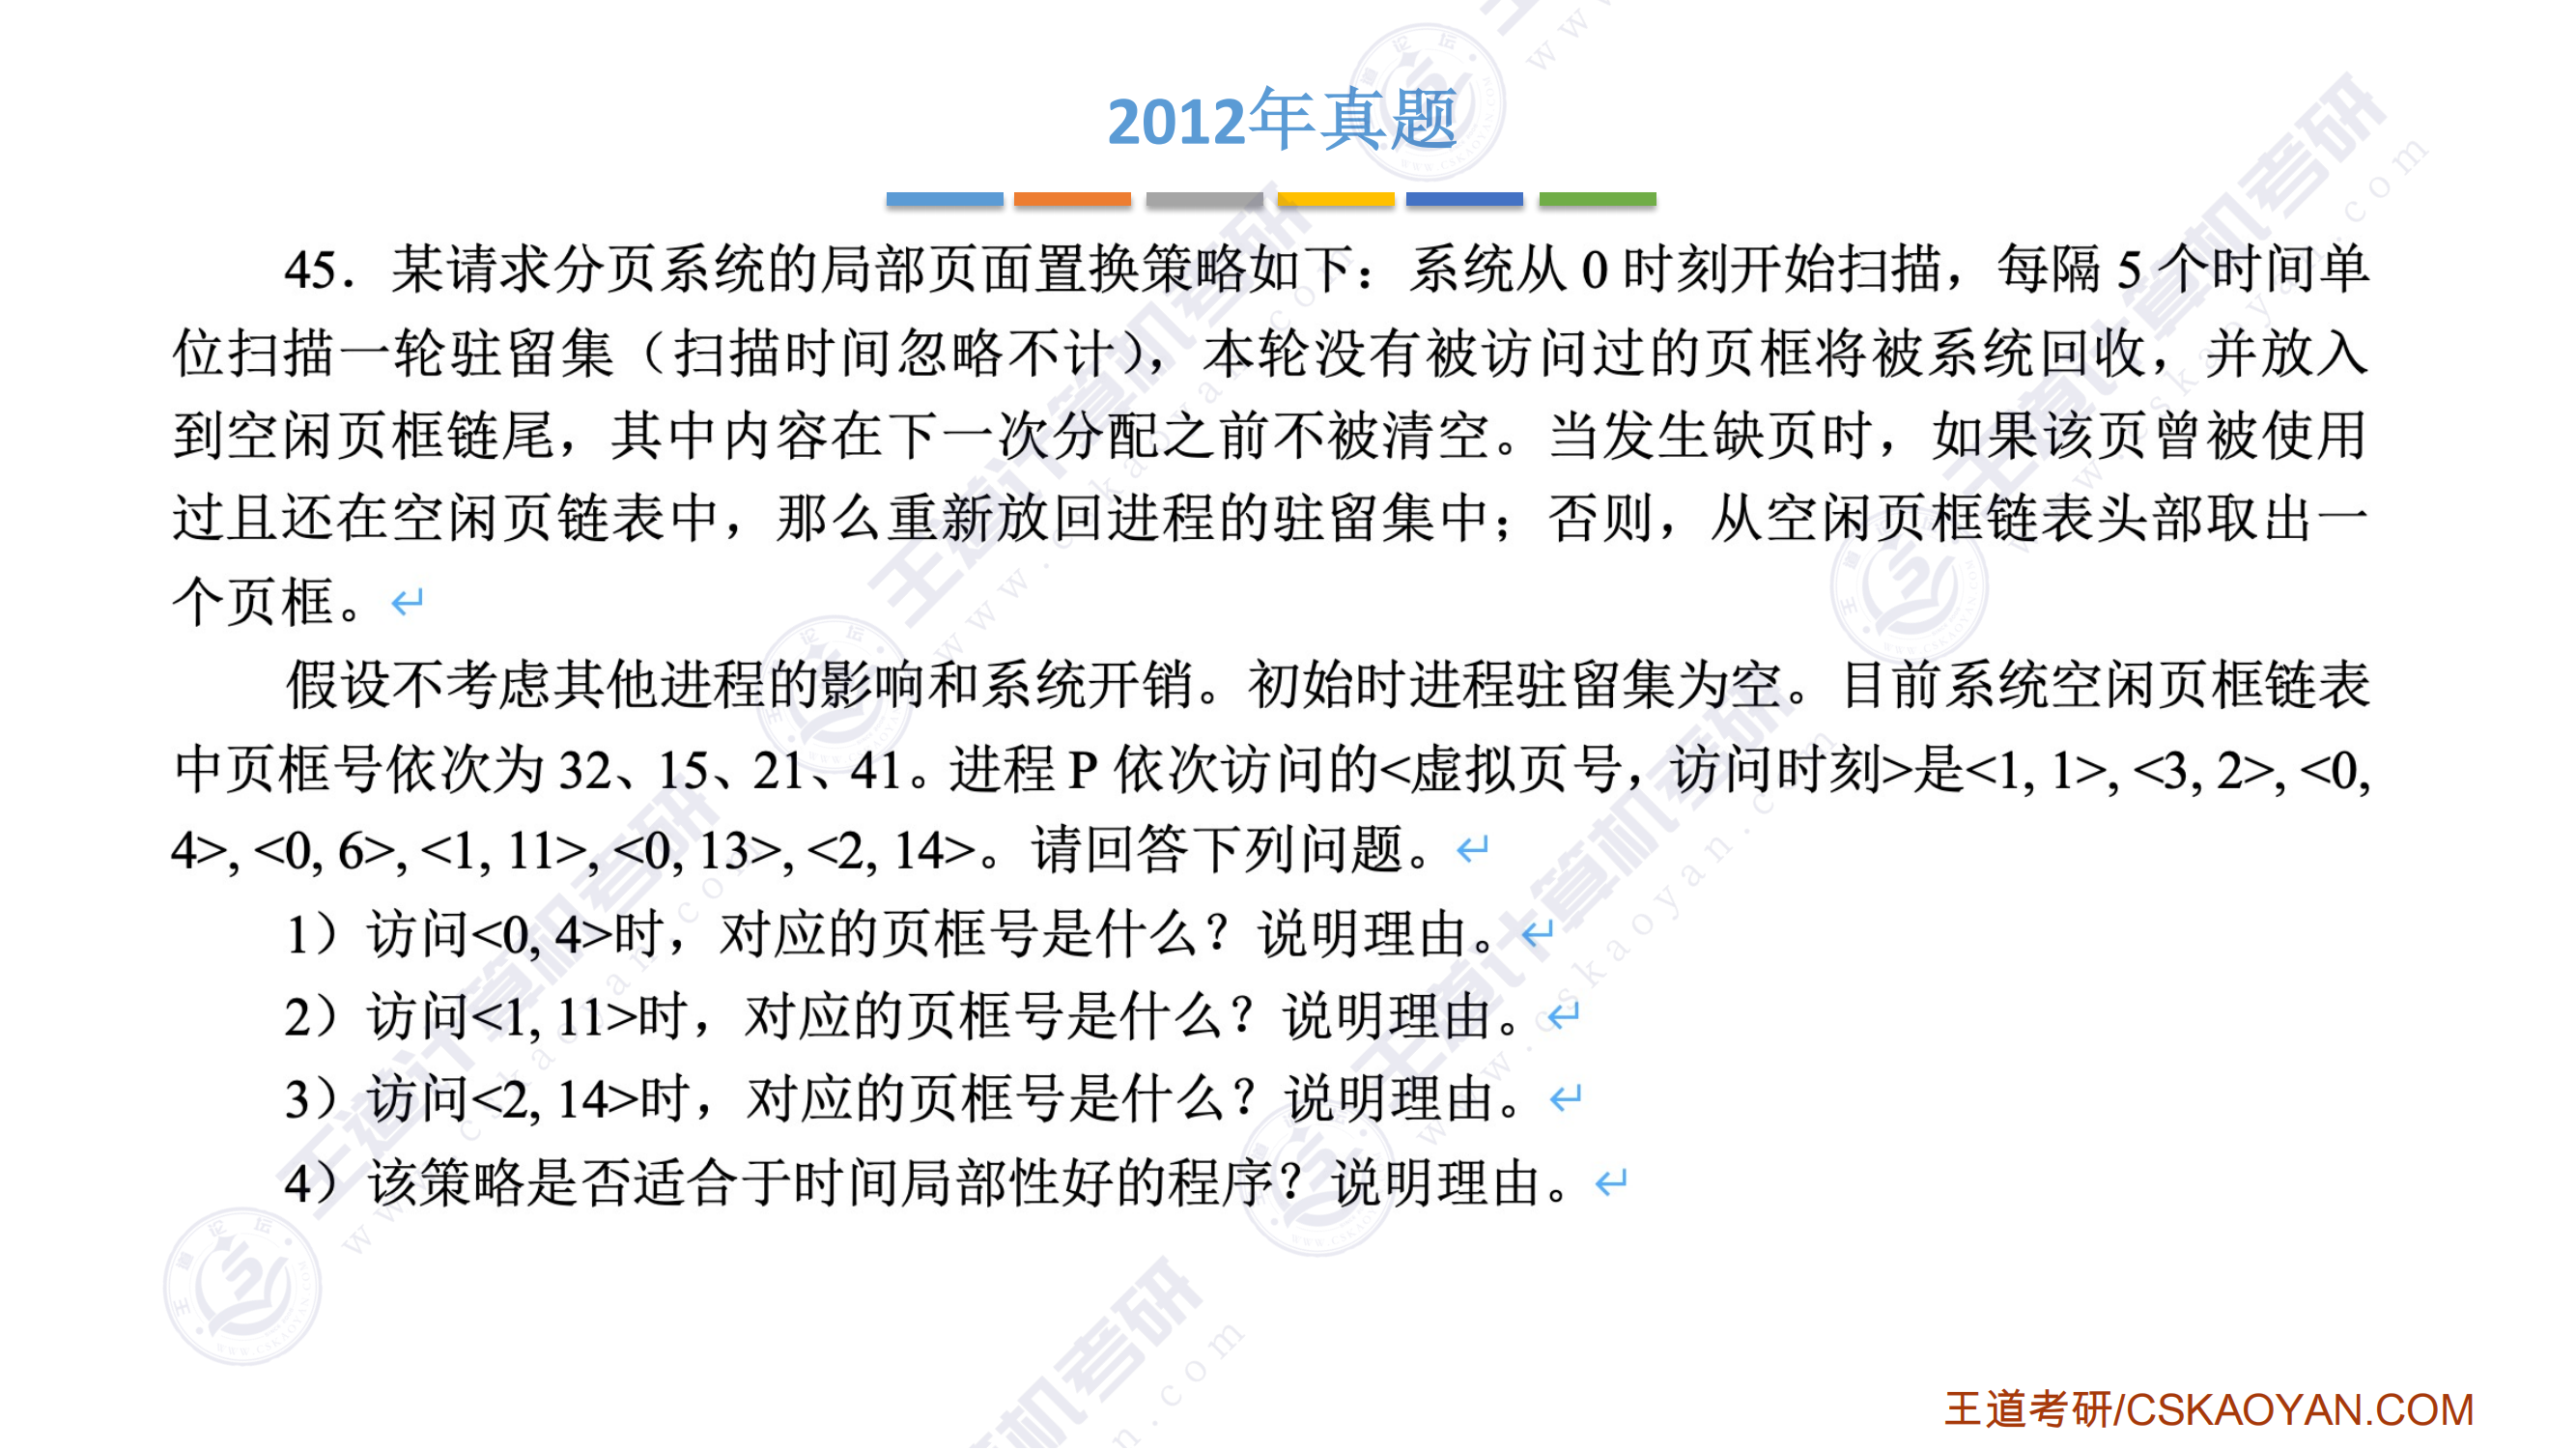 2012年真题
45．某请求分页系统的局部页面置换策略如下：系统从 0 时刻开始扫描，每隔 5 个时间单
位扫描一轮驻留集（扫描时间忽略不计），本轮没有被访问过的页框将被系统回收，并放入
到空闲页框链尾，其中内容在下一次分配之前不被清空。当发生缺页时，如果该页曾被使用
过且还在空闲页链表中，那么重新放回进程的驻留集中；否则，从空闲页框链表头部取出一
个页框。↵
假设不考虑其他进程的影响和系统开销。初始时进程驻留集为空。目前系统空闲页框链表
中页框号依次为 32、15、21、41。进程 P 依次访问的<虚拟页号，访问时刻>是<1, 1>, <3, 2>, <0,
4>, <0, 6>, <1, 11>, <0, 13>, <2, 14>。请回答下列问题。↵
1）访问<0, 4>时，对应的页框号是什么？说明理由。↵
2）访问<1, 11>时，对应的页框号是什么？说明理由。↵
3）访问<2, 14>时，对应的页框号是什么？说明理由。↵
4）该策略是否适合于时间局部性好的程序？说明理由。↵
王道计算机考研
www.cskaoyan.com
王道考研/CSKAOYAN.COM